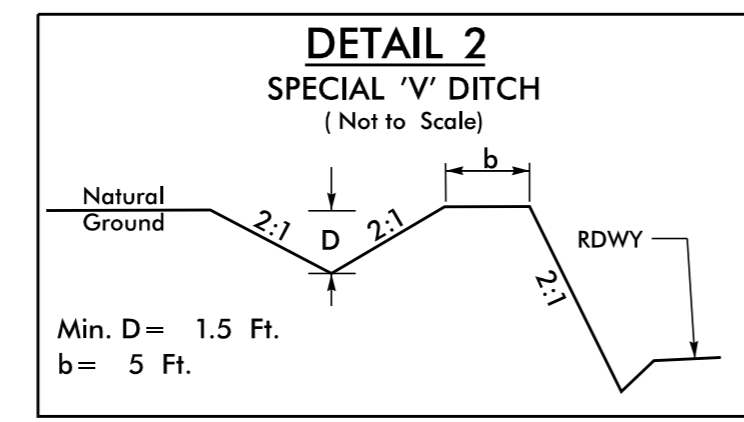 DETAIL 2
SPECIAL 'V' DITCH
( Not to Scale)
b
Natural
Ground
2:1
D
2:1
RDWY
2:1
Min. D= 1.5 Ft.
b= 5 Ft.